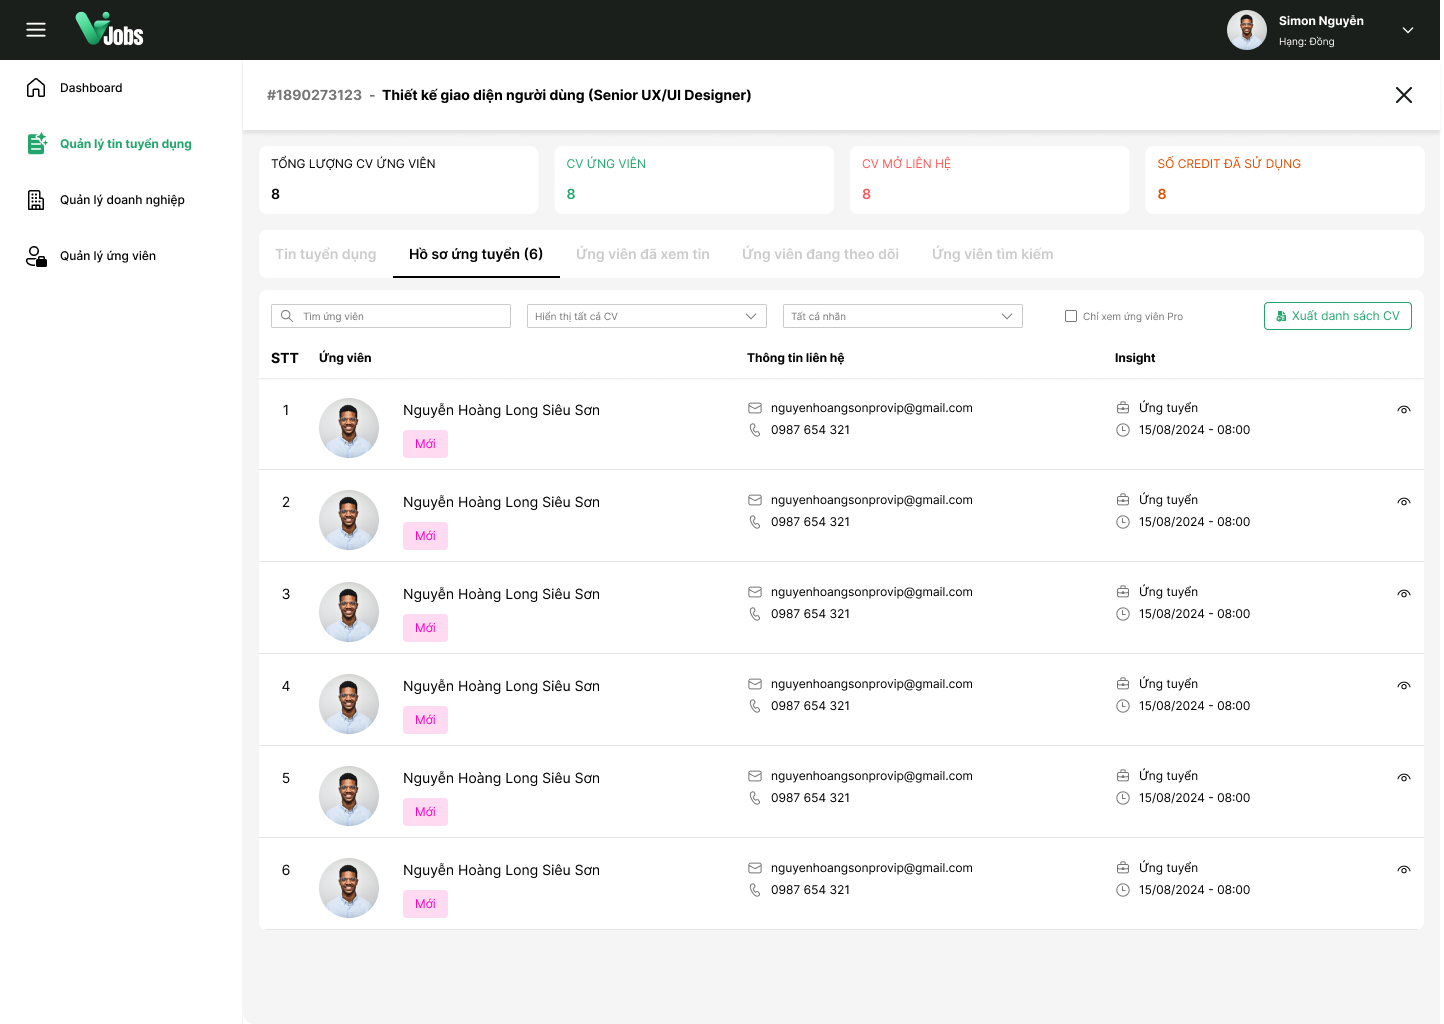 Jobs
Simon Nguyễn
Hạng: Đồng
Dashboard
Quản lý tin tuyển dụng
Quản lý doanh nghiệp
Quản lý ứng viên
#1890273123 - Thiết kế giao diện người dùng (Senior UX/UI Designer)
TỔNG LƯỢNG CV ỨNG VIÊN
8
CV ỨNG VIÊN
8
CV MỞ LIÊN HỆ
8
SỐ CREDIT ĐÃ SỬ DỤNG
8
Tin tuyển dụng
Hồ sơ ứng tuyển (6)
Ứng viên đã xem tin
Ứng viên đang theo dõi
Ứng viên tìm kiếm
Tìm ứng viên
Hiển thị tất cả CV
Tất cả nhãn
Chỉ xem ứng viên Pro
Xuất danh sách CV
STT Ứng viên Thông tin liên hệ Insight
1 Nguyễn Hoàng Long Siêu Sơn nguyenhoangsonprovip@gmail.com Ứng tuyển
Mới 0987 654 321 15/08/2024 - 08:00
2 Nguyễn Hoàng Long Siêu Sơn nguyenhoangsonprovip@gmail.com Ứng tuyển
Mới 0987 654 321 15/08/2024 - 08:00
3 Nguyễn Hoàng Long Siêu Sơn nguyenhoangsonprovip@gmail.com Ứng tuyển
Mới 0987 654 321 15/08/2024 - 08:00
4 Nguyễn Hoàng Long Siêu Sơn nguyenhoangsonprovip@gmail.com Ứng tuyển
Mới 0987 654 321 15/08/2024 - 08:00
5 Nguyễn Hoàng Long Siêu Sơn nguyenhoangsonprovip@gmail.com Ứng tuyển
Mới 0987 654 321 15/08/2024 - 08:00
6 Nguyễn Hoàng Long Siêu Sơn nguyenhoangsonprovip@gmail.com Ứng tuyển
Mới 0987 654 321 15/08/2024 - 08:00